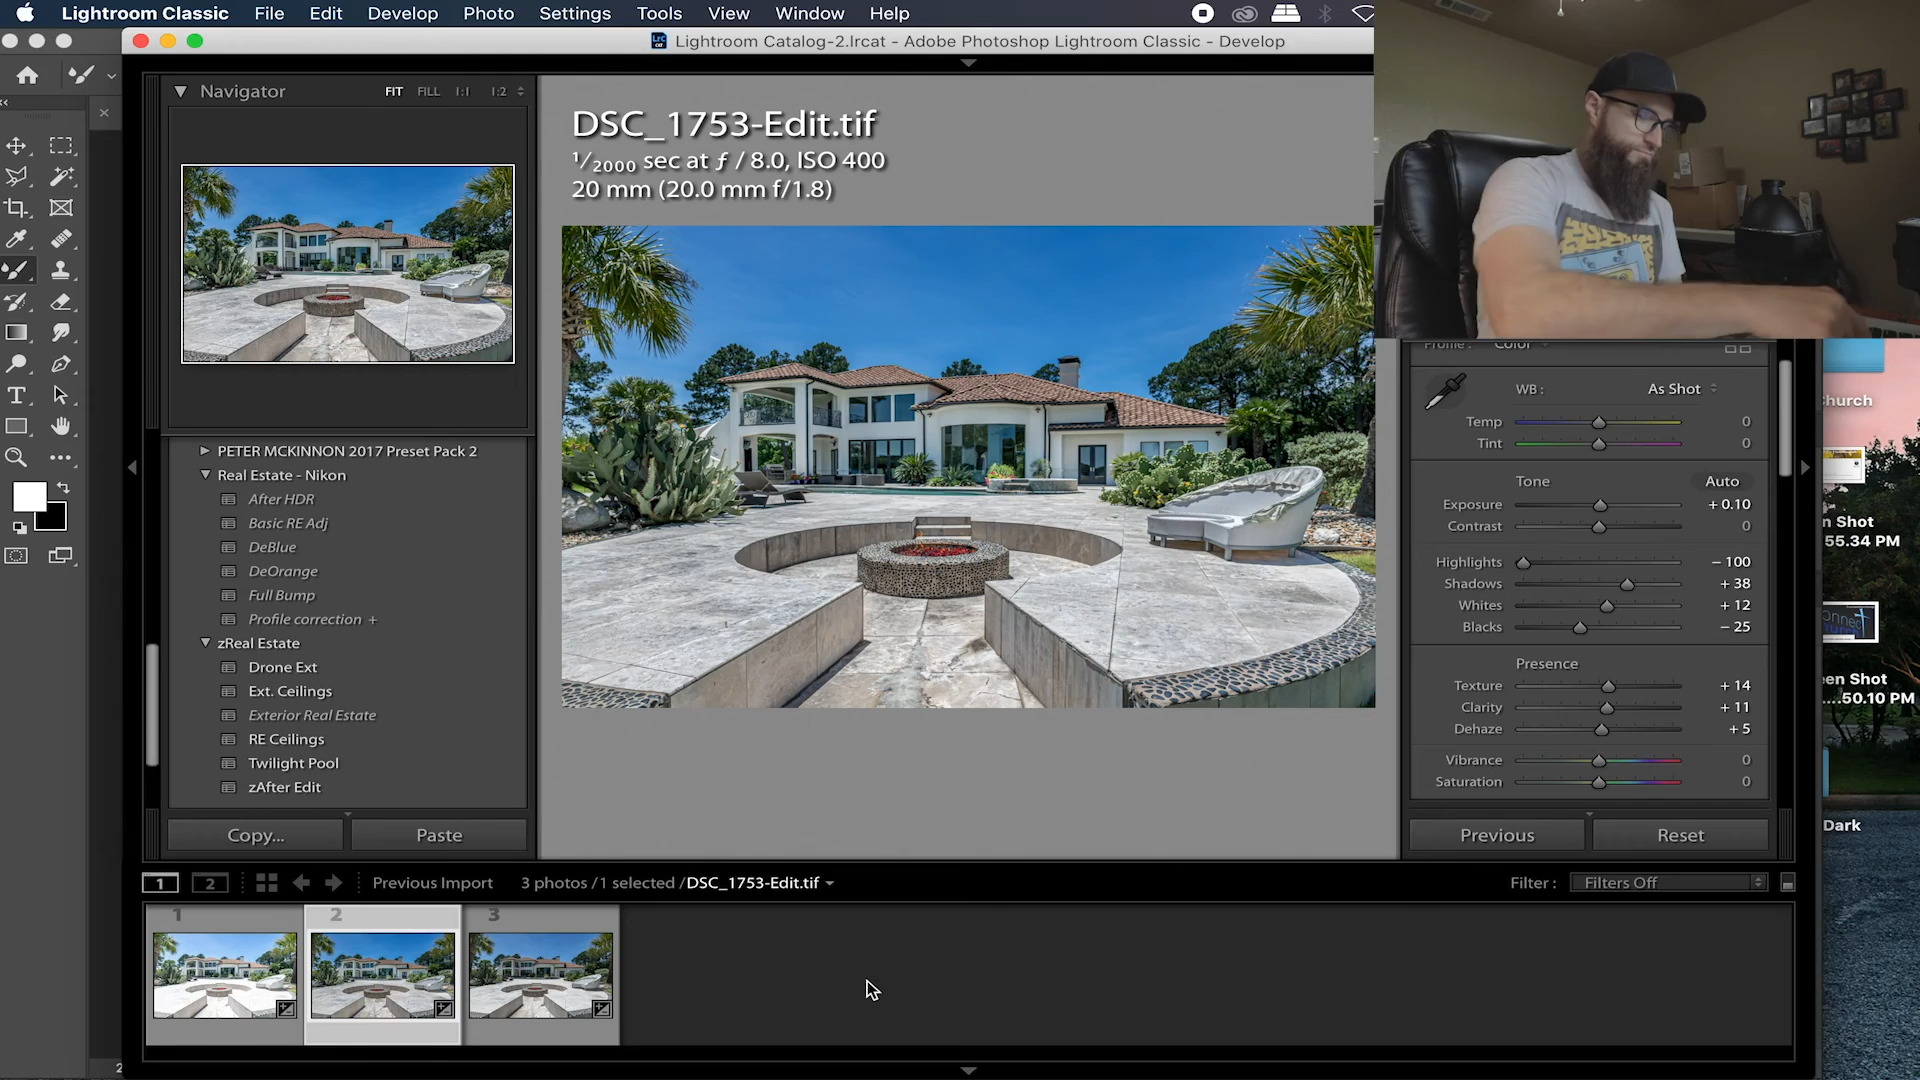 Lightroom Classic File Edit Develop Photo Settings Tools View Window Help
Lightroom Catalog-2.lrcat - Adobe Photoshop Lightroom Classic - Develop
Navigator FIT FILL 1:1 1:2
DSC_1753-Edit.tif
1/2000 sec at ƒ / 8.0, ISO 400
20 mm (20.0 mm f/1.8)
PETER MCKINNON 2017 Preset Pack 2
Real Estate - Nikon
After HDR
Basic RE Adj
DeBlue
DeOrange
Full Bump
Profile correction +
zReal Estate
Drone Ext
Ext. Ceilings
Exterior Real Estate
RE Ceilings
Twilight Pool
zAfter Edit
Copy... Paste
Profile : Color
WB : As Shot
Temp 0
Tint 0
Tone Auto
Exposure + 0.10
Contrast 0
Highlights − 100
Shadows + 38
Whites + 12
Blacks − 25
Presence
Texture + 14
Clarity + 11
Dehaze + 5
Vibrance 0
Saturation 0
Previous Reset
1 2 Previous Import 3 photos / 1 selected / DSC_1753-Edit.tif Filter : Filters Off
1 2 3
hurch
n Shot
55.34 PM
onnect
een Shot
....50.10 PM
Dark
2